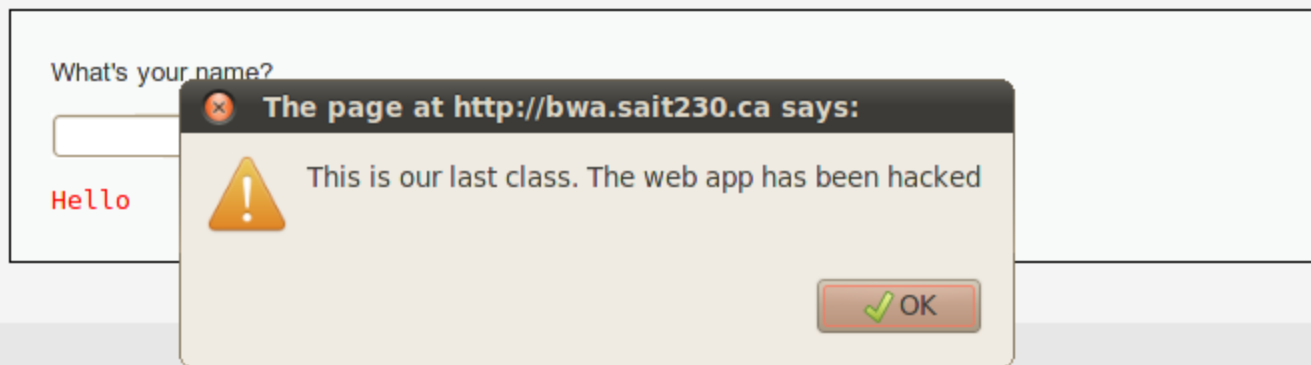 What's your name?
The page at http://bwa.sait230.ca says:
This is our last class. The web app has been hacked
Hello
OK